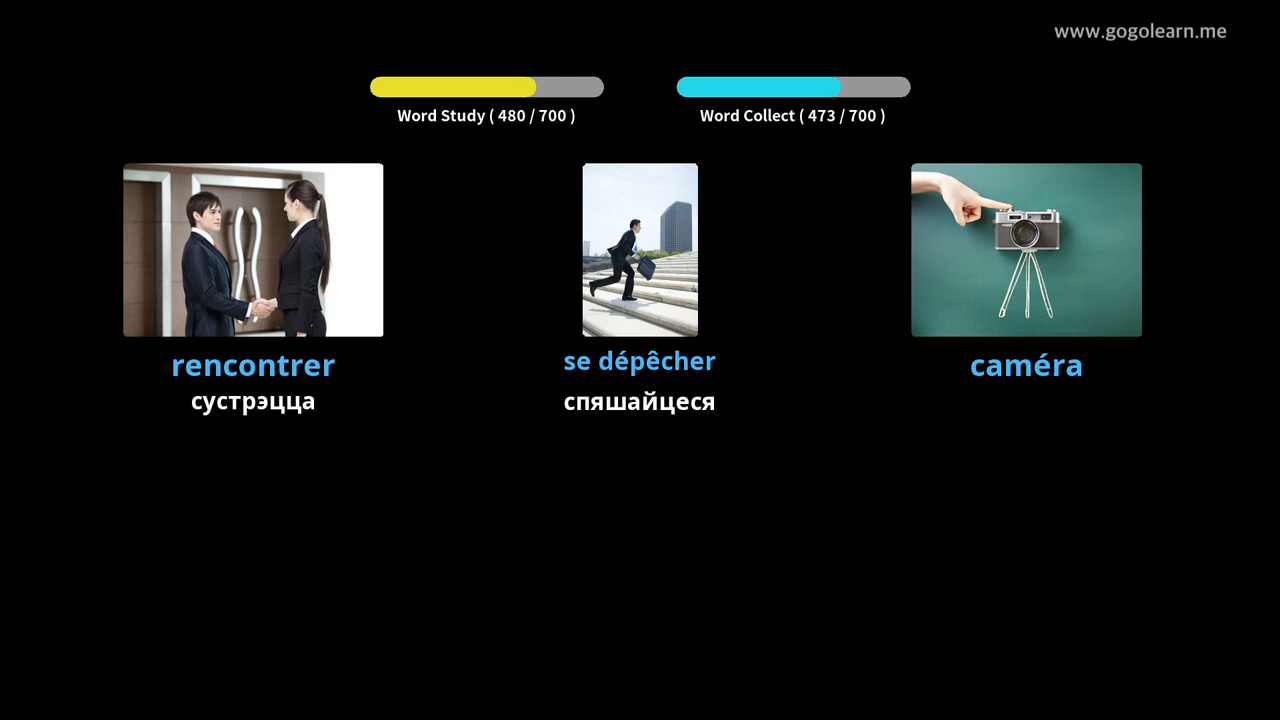 www.gogolearn.me
Word Study ( 480 / 700 )
Word Collect ( 473 / 700 )
rencontrer
сустрэцца
se dépêcher
спяшайцеся
caméra